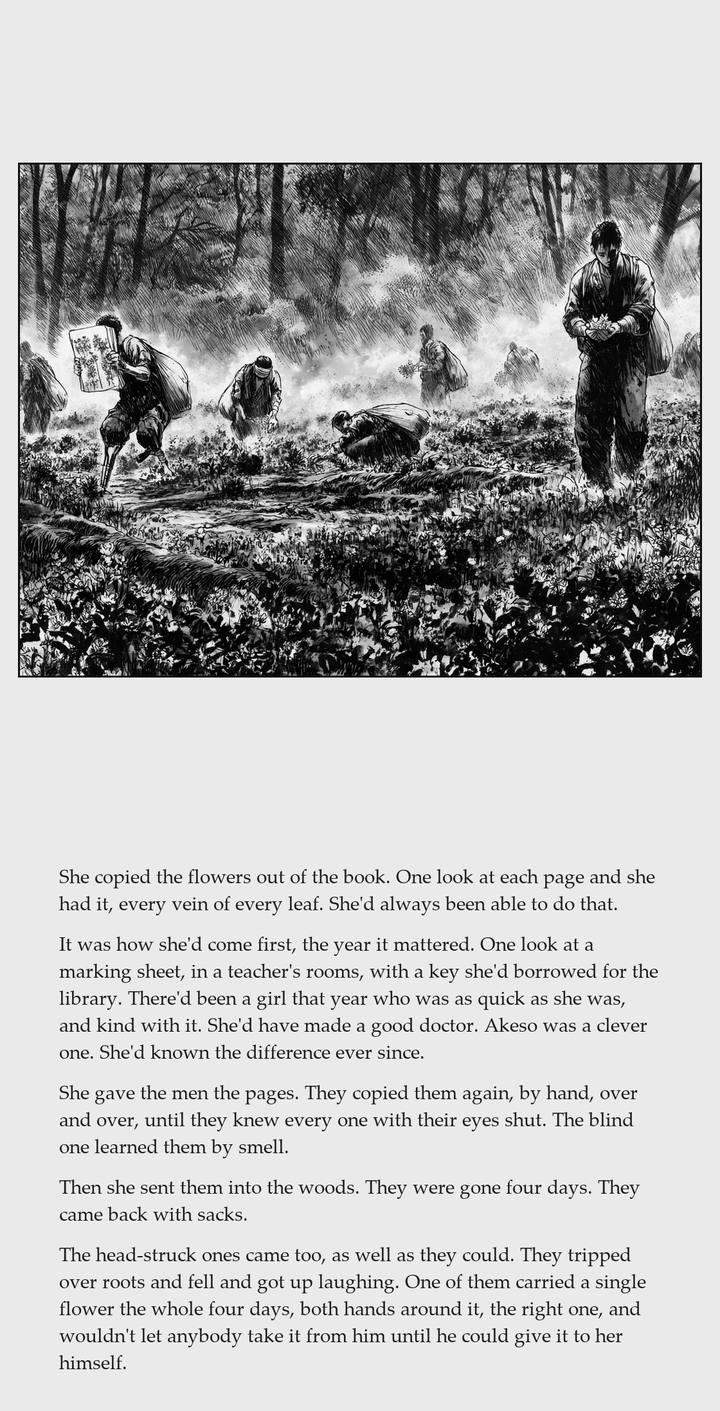 She copied the flowers out of the book. One look at each page and she
had it, every vein of every leaf. She'd always been able to do that.
It was how she'd come first, the year it mattered. One look at a
marking sheet, in a teacher's rooms, with a key she'd borrowed for the
library. There'd been a girl that year who was as quick as she was,
and kind with it. She'd have made a good doctor. Akeso was a clever
one. She'd known the difference ever since.
She gave the men the pages. They copied them again, by hand, over
and over, until they knew every one with their eyes shut. The blind
one learned them by smell.
Then she sent them into the woods. They were gone four days. They
came back with sacks.
The head-struck ones came too, as well as they could. They tripped
over roots and fell and got up laughing. One of them carried a single
flower the whole four days, both hands around it, the right one, and
wouldn't let anybody take it from him until he could give it to her
himself.